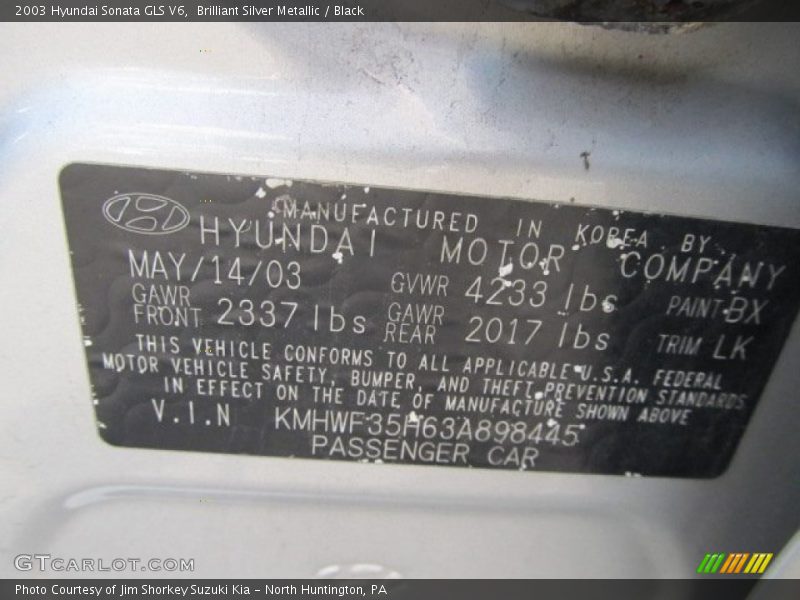 2003 Hyundai Sonata GLS V6, Brilliant Silver Metallic / Black
MANUFACTURED IN KOREA BY
HYUNDAI MOTOR COMPANY
MAY/14/03 GVWR 4233 lbs PAINT BX
GAWR FRONT 2337 lbs GAWR REAR 2017 lbs TRIM LK
THIS VEHICLE CONFORMS TO ALL APPLICABLE U.S.A. FEDERAL
MOTOR VEHICLE SAFETY, BUMPER, AND THEFT PREVENTION STANDARDS
IN EFFECT ON THE DATE OF MANUFACTURE SHOWN ABOVE
V.I.N KMHWF35H63A898445
PASSENGER CAR
GTCARLOT.COM
Photo Courtesy of Jim Shorkey Suzuki Kia - North Huntington, PA